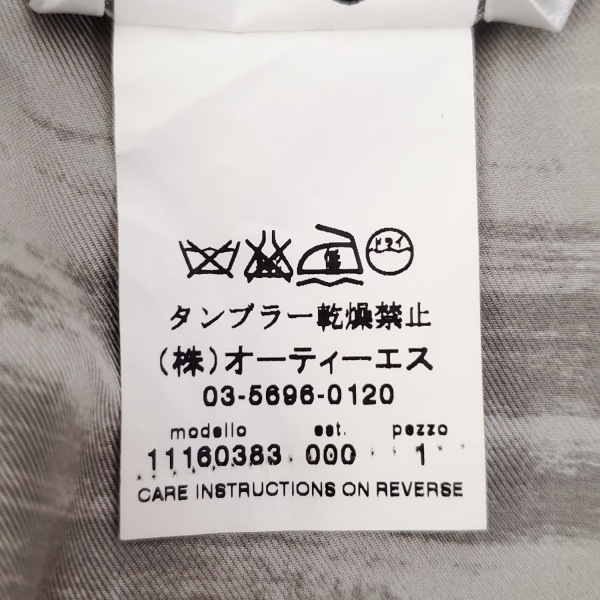 低 ドライ
タンブラー乾燥禁止
(株)オーティーエス
03-5696-0120
modello est. pezzo
11160383 000 1
CARE INSTRUCTIONS ON REVERSE